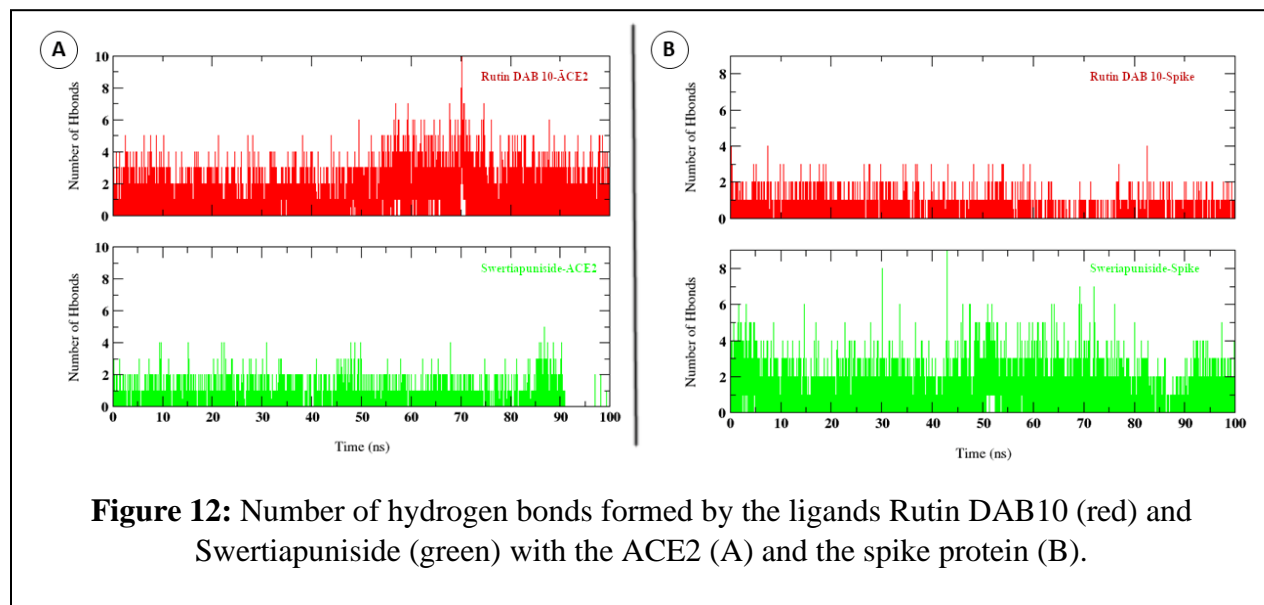 A
10
8
6
4
2
0
Number of Hbonds
Rutin DAB 10-ACE2
10
8
6
4
2
0
Number of Hbonds
Swertiapuniside-ACE2
0 10 20 30 40 50 60 70 80 90 100
Time (ns)
B
8
6
4
2
0
Number of Hbonds
Rutin DAB 10-Spike
8
6
4
2
0
Number of Hbonds
Swertiapuniside-Spike
0 10 20 30 40 50 60 70 80 90 100
Time (ns)
Figure 12: Number of hydrogen bonds formed by the ligands Rutin DAB10 (red) and
Swertiapuniside (green) with the ACE2 (A) and the spike protein (B).